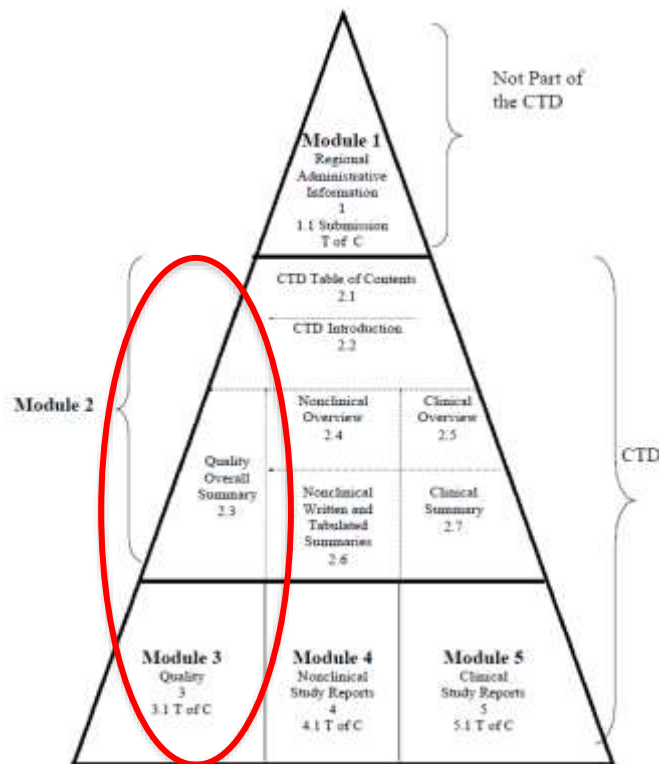 Not Part of
the CTD
Module 1
Regional
Administrative
Information
1
1.1 Submission
T of C
CTD Table of Contents
2.1
CTD Introduction
2.2
Module 2
Nonclinical
Overview
2.4
Clinical
Overview
2.5
CTD
Quality
Overall
Summary
2.3
Nonclinical
Written and
Tabulated
Summaries
2.6
Clinical
Summary
2.7
Module 3
Quality
3
3.1 T of C
Module 4
Nonclinical
Study Reports
4
4.1 T of C
Module 5
Clinical
Study Reports
5
5.1 T of C